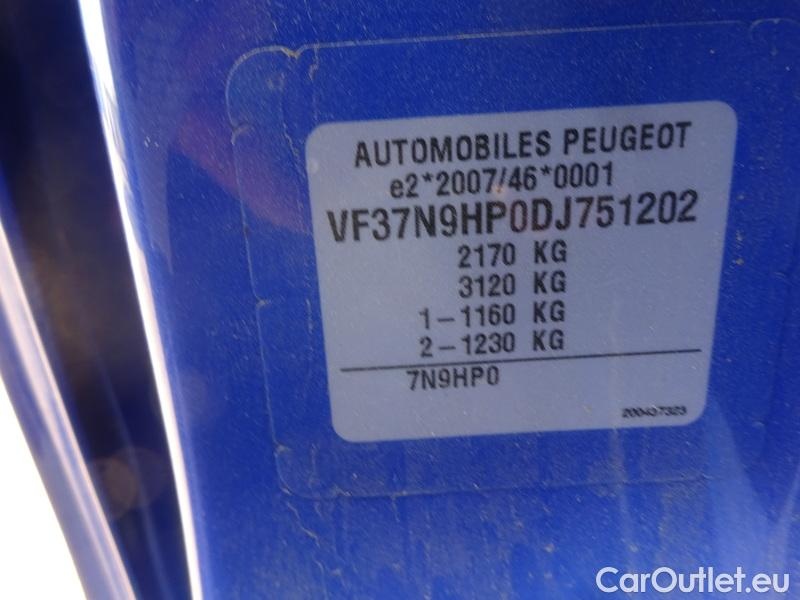 AUTOMOBILES PEUGEOT
e2*2007/46*0001
VF37N9HP0DJ751202
2170 KG
3120 KG
1-1160 KG
2-1230 KG
7N9HP0
200437323
CarOutlet.eu